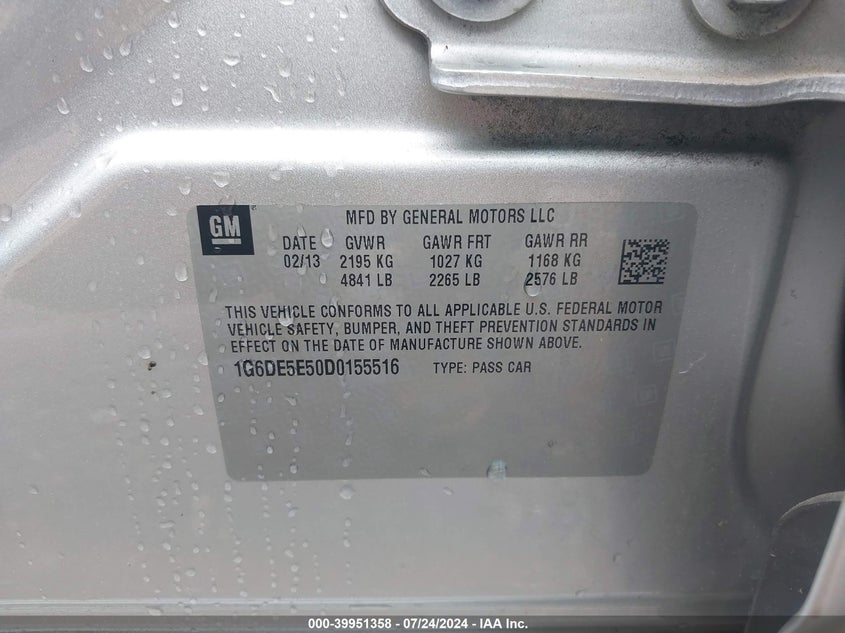 GM
MFD BY GENERAL MOTORS LLC
DATE GVWR GAWR FRT GAWR RR
02/13 2195 KG 1027 KG 1168 KG
4841 LB 2265 LB 2576 LB
THIS VEHICLE CONFORMS TO ALL APPLICABLE U.S. FEDERAL MOTOR
VEHICLE SAFETY, BUMPER, AND THEFT PREVENTION STANDARDS IN
EFFECT ON THE DATE OF MANUFACTURE SHOWN ABOVE.
1G6DE5E50D0155516 TYPE: PASS CAR
000-39951358 / 07/24/2024 - IAA Inc.